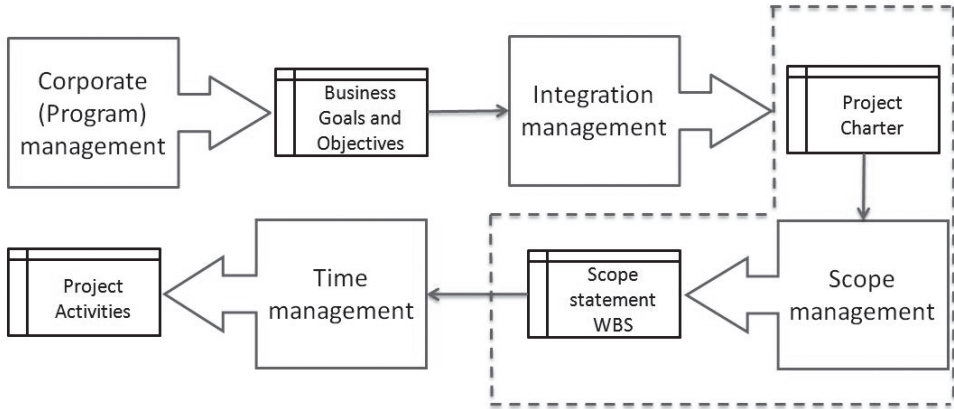 Corporate
(Program)
management
Business
Goals and
Objectives
Integration
management
Project
Charter
Scope
management
Scope
statement
WBS
Time
management
Project
Activities